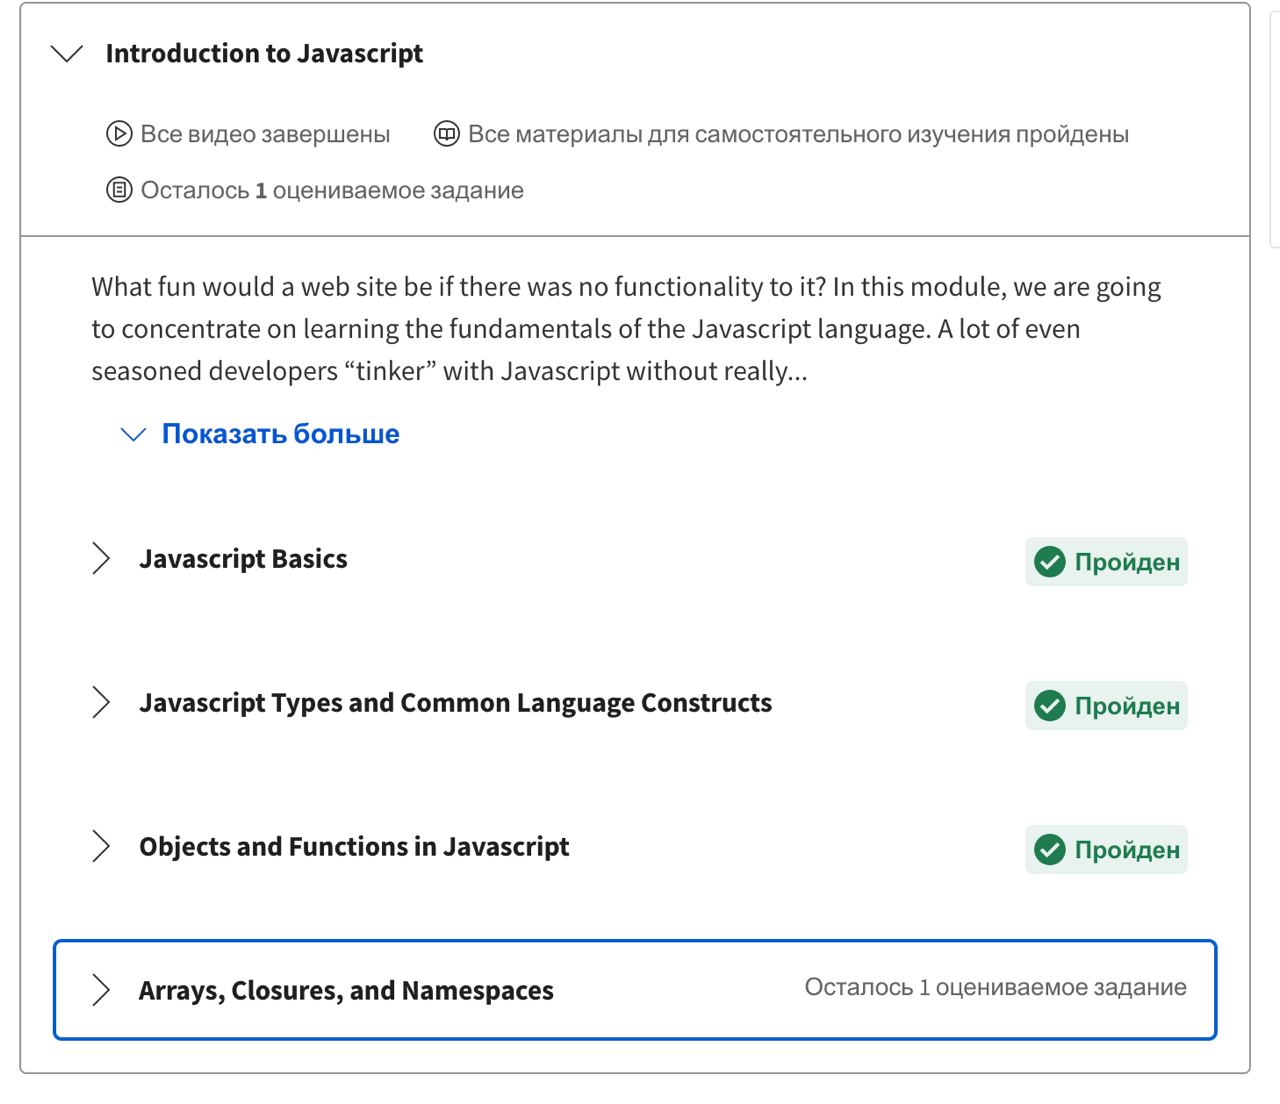 Introduction to Javascript
Все видео завершены
Все материалы для самостоятельного изучения пройдены
Осталось 1 оцениваемое задание
What fun would a web site be if there was no functionality to it? In this module, we are going
to concentrate on learning the fundamentals of the Javascript language. A lot of even
seasoned developers “tinker” with Javascript without really...
Показать больше
Javascript Basics
Пройден
Javascript Types and Common Language Constructs
Пройден
Objects and Functions in Javascript
Пройден
Arrays, Closures, and Namespaces
Осталось 1 оцениваемое задание